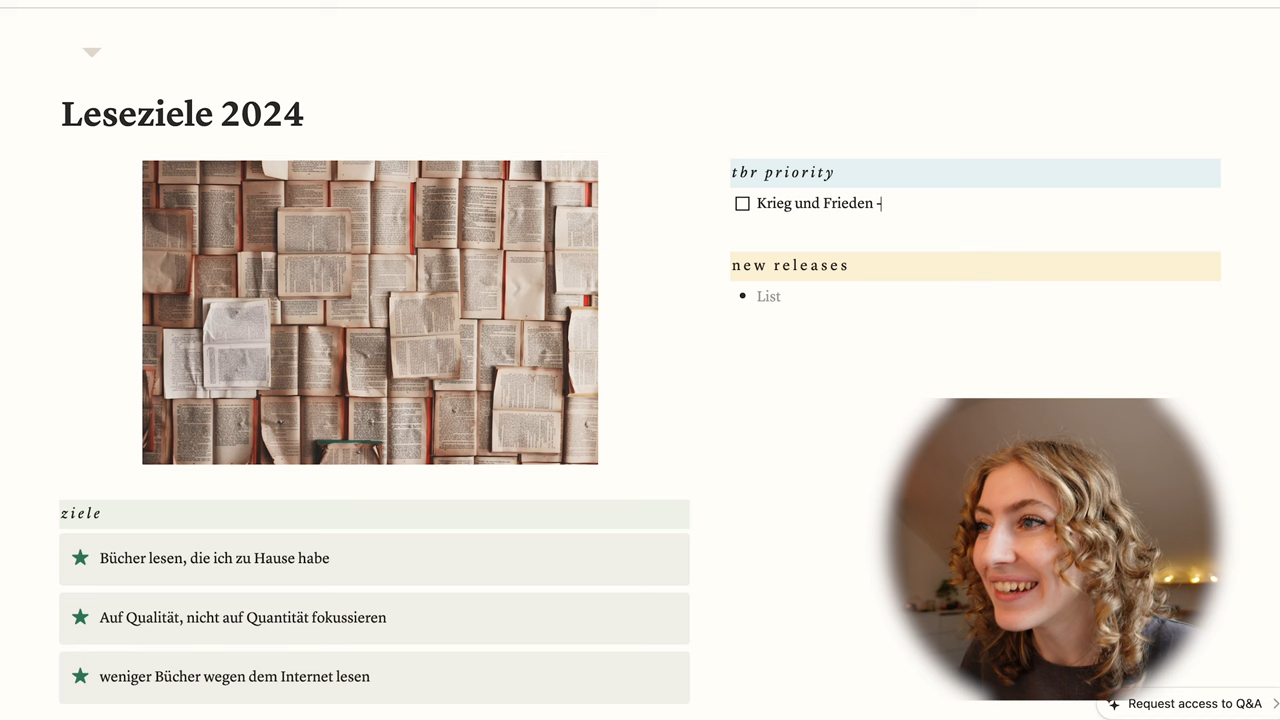 Leseziele 2024
tbr priority
Krieg und Frieden -
new releases
List
ziele
Bücher lesen, die ich zu Hause habe
Auf Qualität, nicht auf Quantität fokussieren
weniger Bücher wegen dem Internet lesen
Request access to Q&A